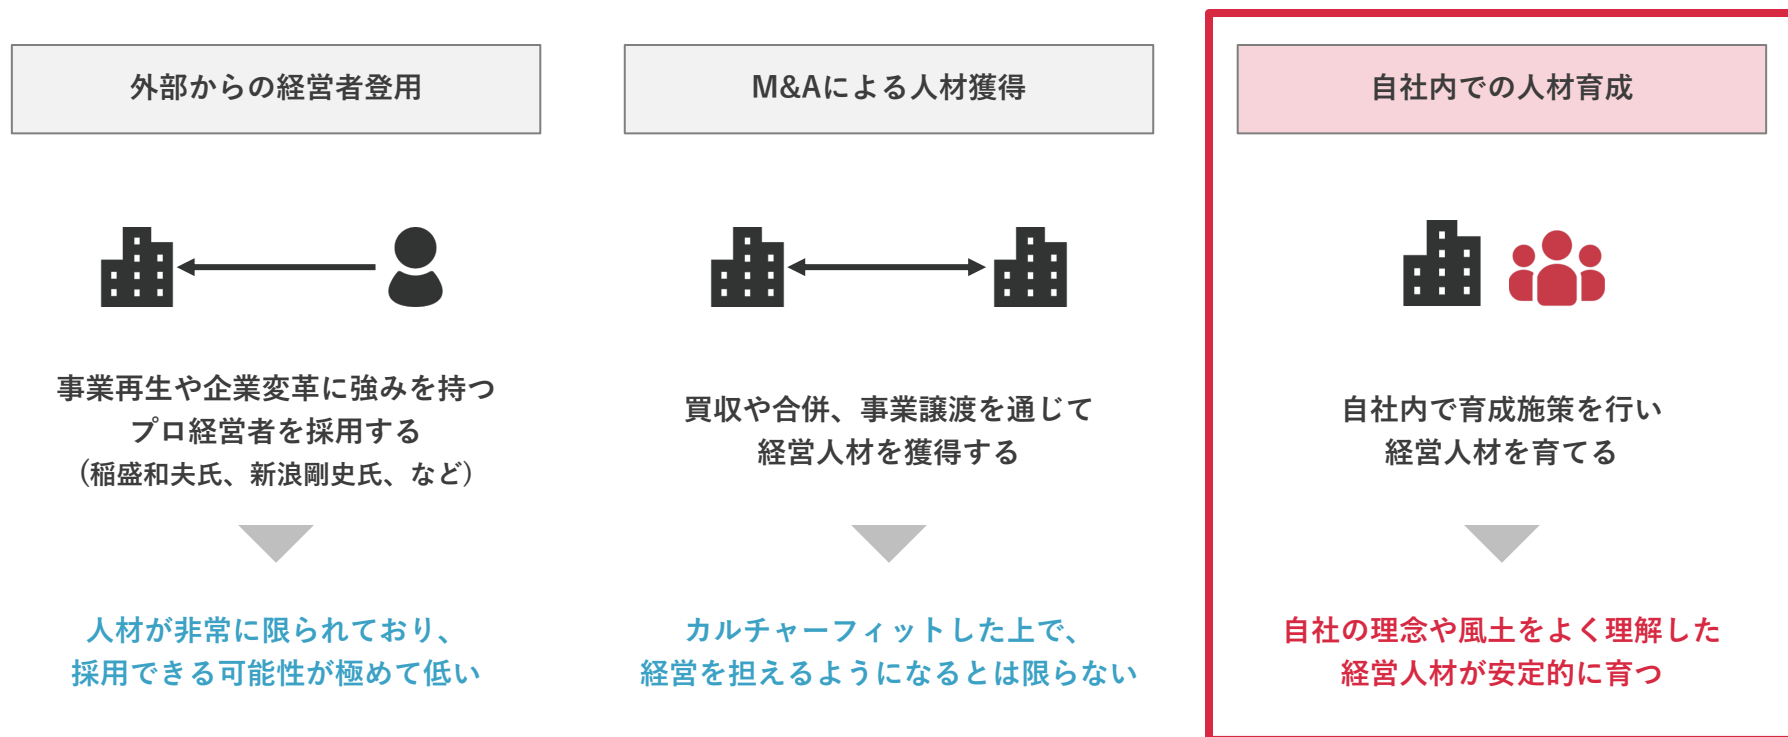 外部からの経営者登用
事業再生や企業変革に強みを持つ
プロ経営者を採用する
（稲盛和夫氏、新浪剛史氏、など）
人材が非常に限られており、
採用できる可能性が極めて低い
M&Aによる人材獲得
買収や合併、事業譲渡を通じて
経営人材を獲得する
カルチャーフィットした上で、
経営を担えるようになるとは限らない
自社内での人材育成
自社内で育成施策を行い
経営人材を育てる
自社の理念や風土をよく理解した
経営人材が安定的に育つ